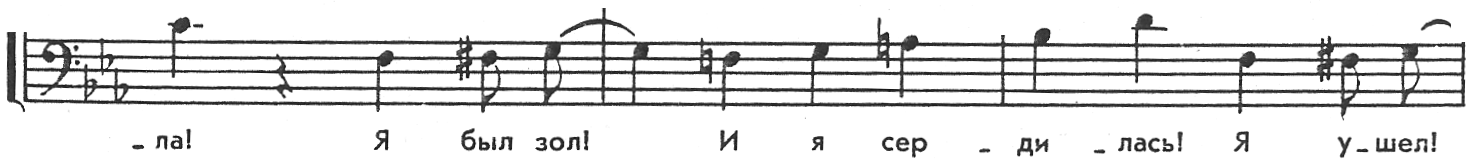 - ла! Я был зол! И я сер - ди - лась! Я у - шел!